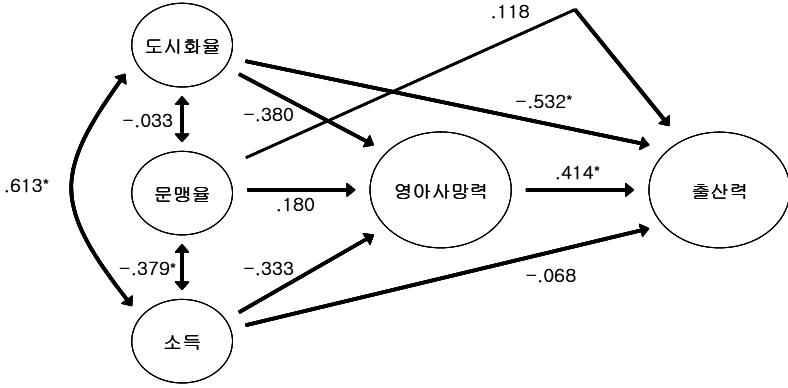 .118
도시화율
-.532*
-.033
-.380
.613*
문맹율
.180
영아사망력
.414*
출산력
-.379*
-.333
-.068
소득